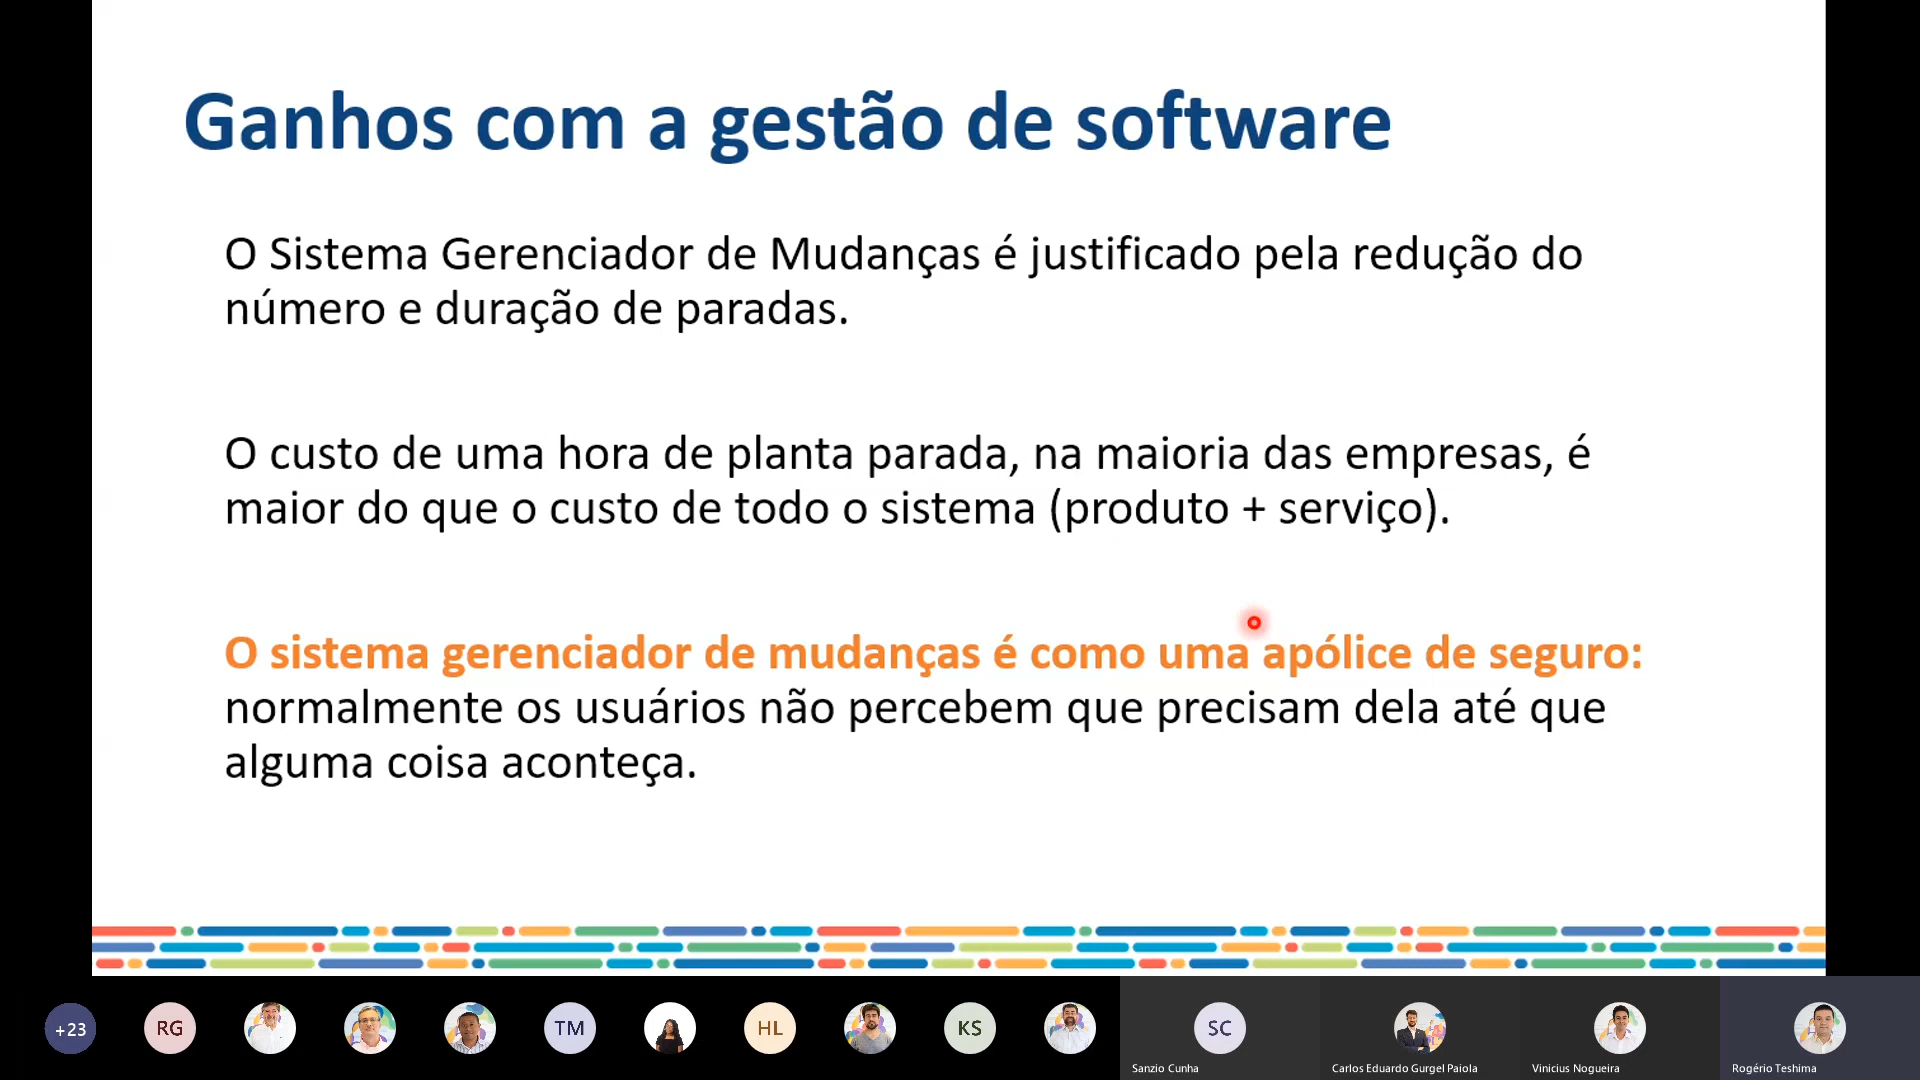 Ganhos com a gestão de software
O Sistema Gerenciador de Mudanças é justificado pela redução do
número e duração de paradas.
O custo de uma hora de planta parada, na maioria das empresas, é
maior do que o custo de todo o sistema (produto + serviço).
O sistema gerenciador de mudanças é como uma apólice de seguro:
normalmente os usuários não percebem que precisam dela até que
alguma coisa aconteça.
+23
RG
TM
HL
KS
SC
Sanzio Cunha
Carlos Eduardo Gurgel Paiola
Vinicius Nogueira
Rogério Teshima